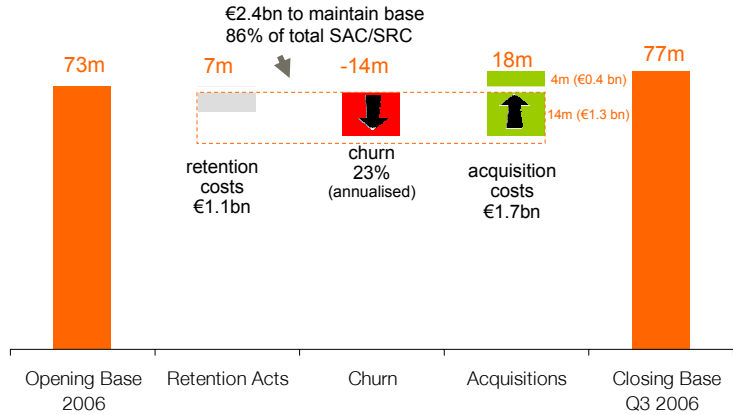 €2.4bn to maintain base
86% of total SAC/SRC
73m
7m
-14m
18m
77m
4m (€0.4 bn)
14m (€1.3 bn)
retention
costs
€1.1bn
churn
23%
(annualised)
acquisition
costs
€1.7bn
Opening Base
2006
Retention Acts
Churn
Acquisitions
Closing Base
Q3 2006